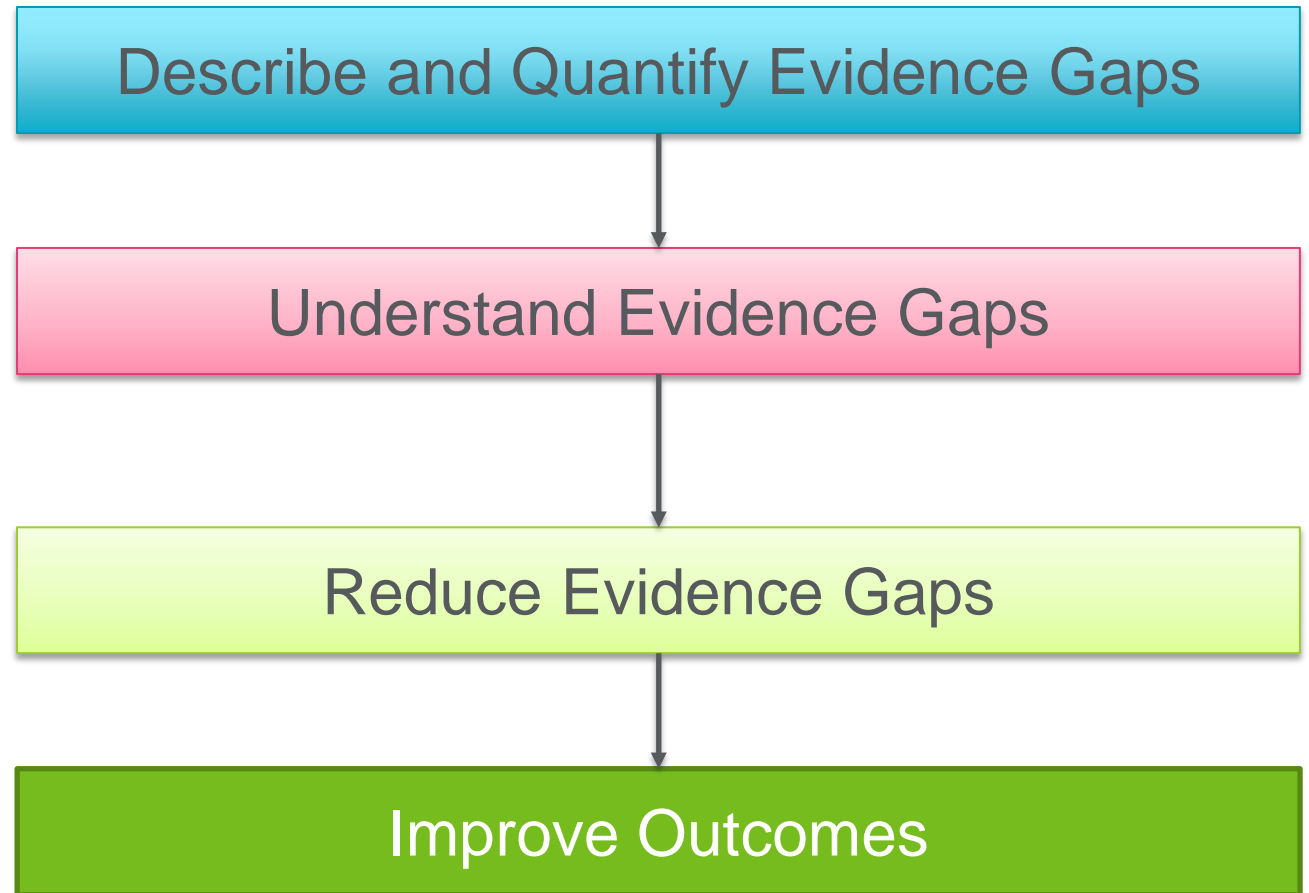 Describe and Quantify Evidence Gaps
Understand Evidence Gaps
Reduce Evidence Gaps
Improve Outcomes